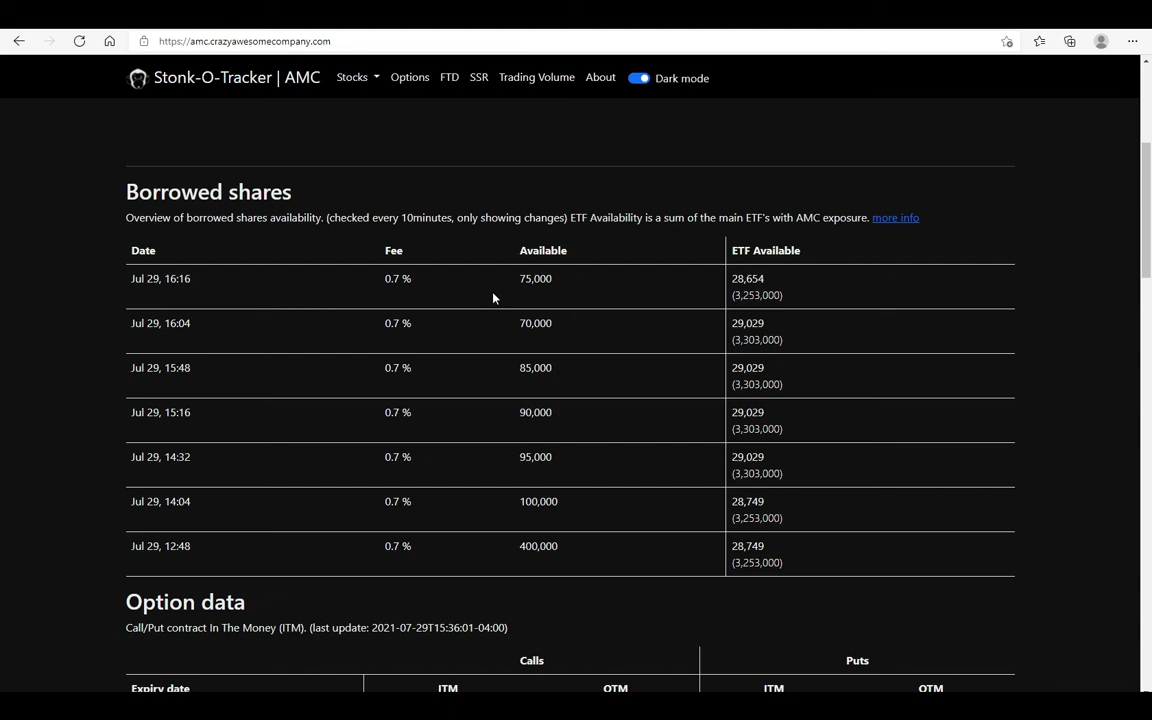 https://amc.crazyawesomecompany.com
Stonk-O-Tracker | AMC Stocks Options FTD SSR Trading Volume About Dark mode
Borrowed shares
Overview of borrowed shares availability. (checked every 10minutes, only showing changes) ETF Availability is a sum of the main ETF's with AMC exposure. more info
Date Fee Available ETF Available
Jul 29, 16:16 0.7 % 75,000 28,654
(3,253,000)
Jul 29, 16:04 0.7 % 70,000 29,029
(3,303,000)
Jul 29, 15:48 0.7 % 85,000 29,029
(3,303,000)
Jul 29, 15:16 0.7 % 90,000 29,029
(3,303,000)
Jul 29, 14:32 0.7 % 95,000 29,029
(3,303,000)
Jul 29, 14:04 0.7 % 100,000 28,749
(3,253,000)
Jul 29, 12:48 0.7 % 400,000 28,749
(3,253,000)
Option data
Call/Put contract In The Money (ITM). (last update: 2021-07-29T15:36:01-04:00)
Calls Puts
Expiry date ITM OTM ITM OTM